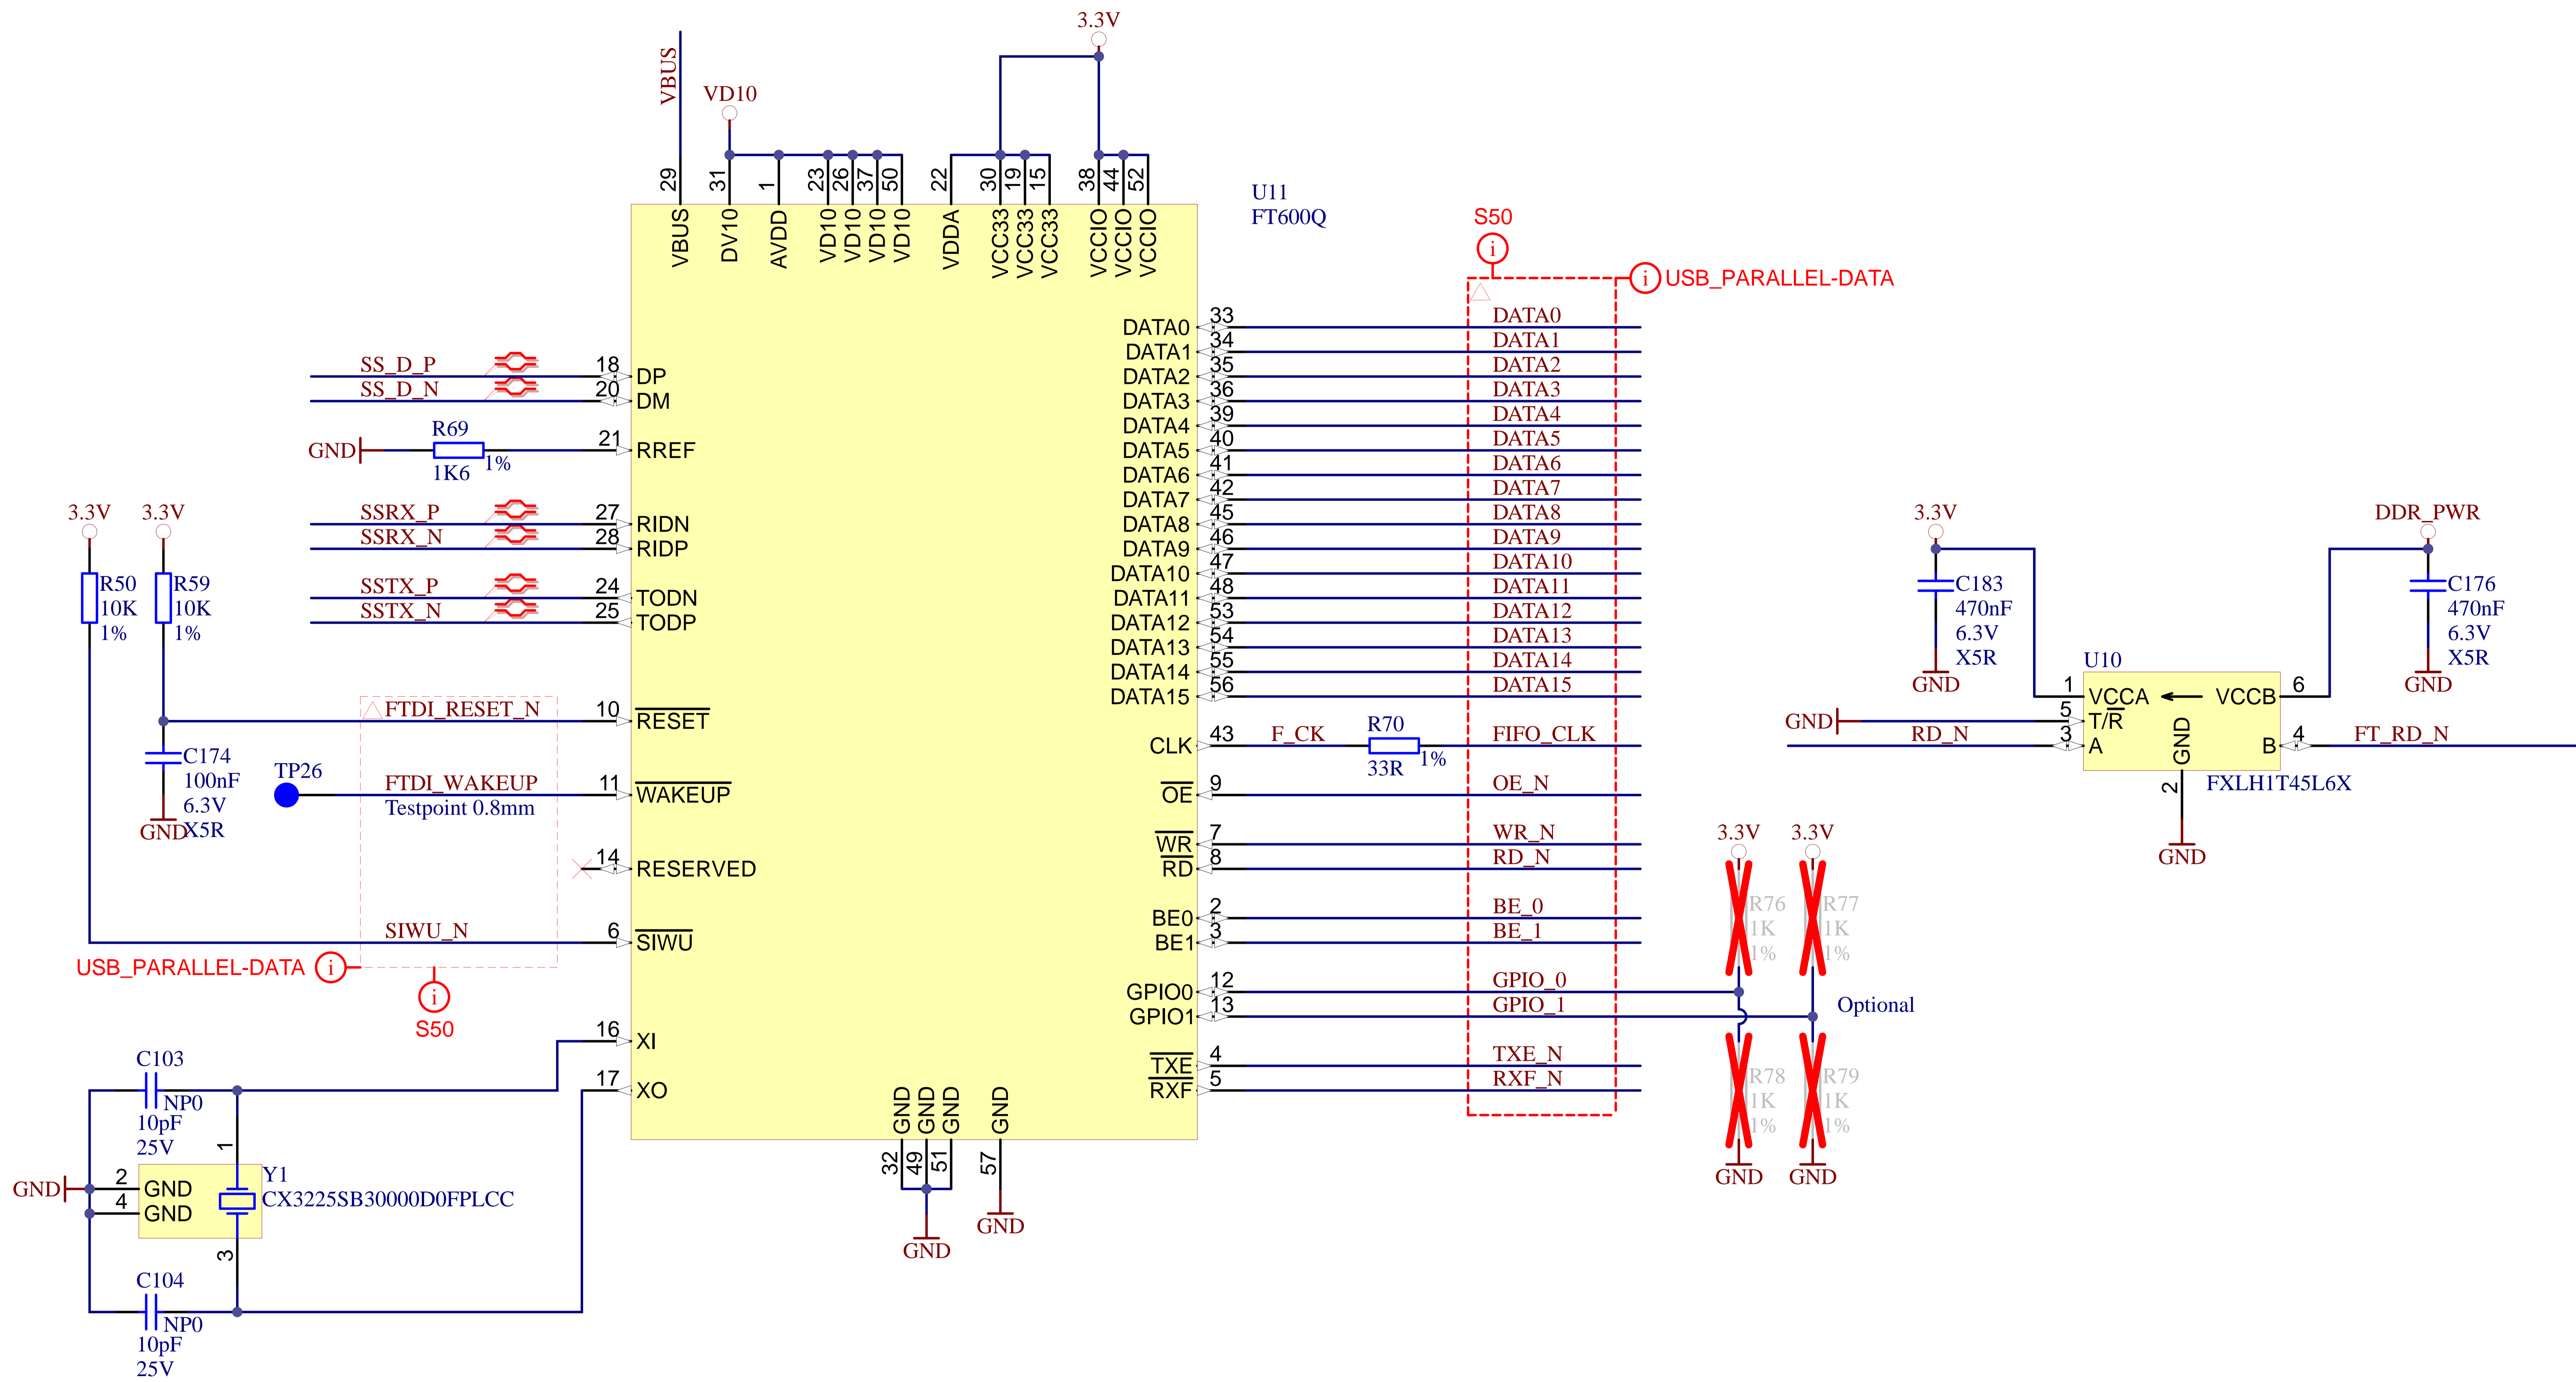 3.3V
VBUS
VD10
29
31
1
23
26
37
50
22
30
19
15
38
44
52
VBUS
DV10
AVDD
VD10
VD10
VD10
VD10
VDDA
VCC33
VCC33
VCC33
VCCIO
VCCIO
VCCIO
U11
FT600Q
S50
i
i USB_PARALLEL-DATA
SS_D_P 18 DP
SS_D_N 20 DM
R69
GND 21 RREF
1K6 1%
SSRX_P 27 RIDN
SSRX_N 28 RIDP
SSTX_P 24 TODN
SSTX_N 25 TODP
3.3V 3.3V
R50
10K
1%
R59
10K
1%
FTDI_RESET_N 10 RESET
C174
100nF
6.3V
X5R
GND
TP26
FTDI_WAKEUP 11 WAKEUP
Testpoint 0.8mm
14 RESERVED
SIWU_N 6 SIWU
USB_PARALLEL-DATA i
i
S50
16 XI
17 XO
C103
NP0
10pF
25V
1
GND 2 GND
4 GND
Y1
CX3225SB30000D0FPLCC
3
C104
NP0
10pF
25V
GND
GND
GND
GND
32
49
51
57
GND
GND
DATA0 33 DATA0
DATA1 34 DATA1
DATA2 35 DATA2
DATA3 36 DATA3
DATA4 39 DATA4
DATA5 40 DATA5
DATA6 41 DATA6
DATA7 42 DATA7
DATA8 45 DATA8
DATA9 46 DATA9
DATA10 47 DATA10
DATA11 48 DATA11
DATA12 53 DATA12
DATA13 54 DATA13
DATA14 55 DATA14
DATA15 56 DATA15
CLK 43 F_CK R70 FIFO_CLK
33R 1%
OE 9 OE_N
WR 7 WR_N
RD 8 RD_N
BE0 2 BE_0
BE1 3 BE_1
GPIO0 12 GPIO_0
GPIO1 13 GPIO_1
TXE 4 TXE_N
RXF 5 RXF_N
3.3V 3.3V
R76
1K
1%
R77
1K
1%
Optional
R78
1K
1%
R79
1K
1%
GND GND
3.3V
C183
470nF
6.3V
X5R
GND
DDR_PWR
C176
470nF
6.3V
X5R
GND
U10
1 VCCA VCCB 6
GND 5 T/R
RD_N 3 A B 4 FT_RD_N
GND
2
FXLH1T45L6X
GND